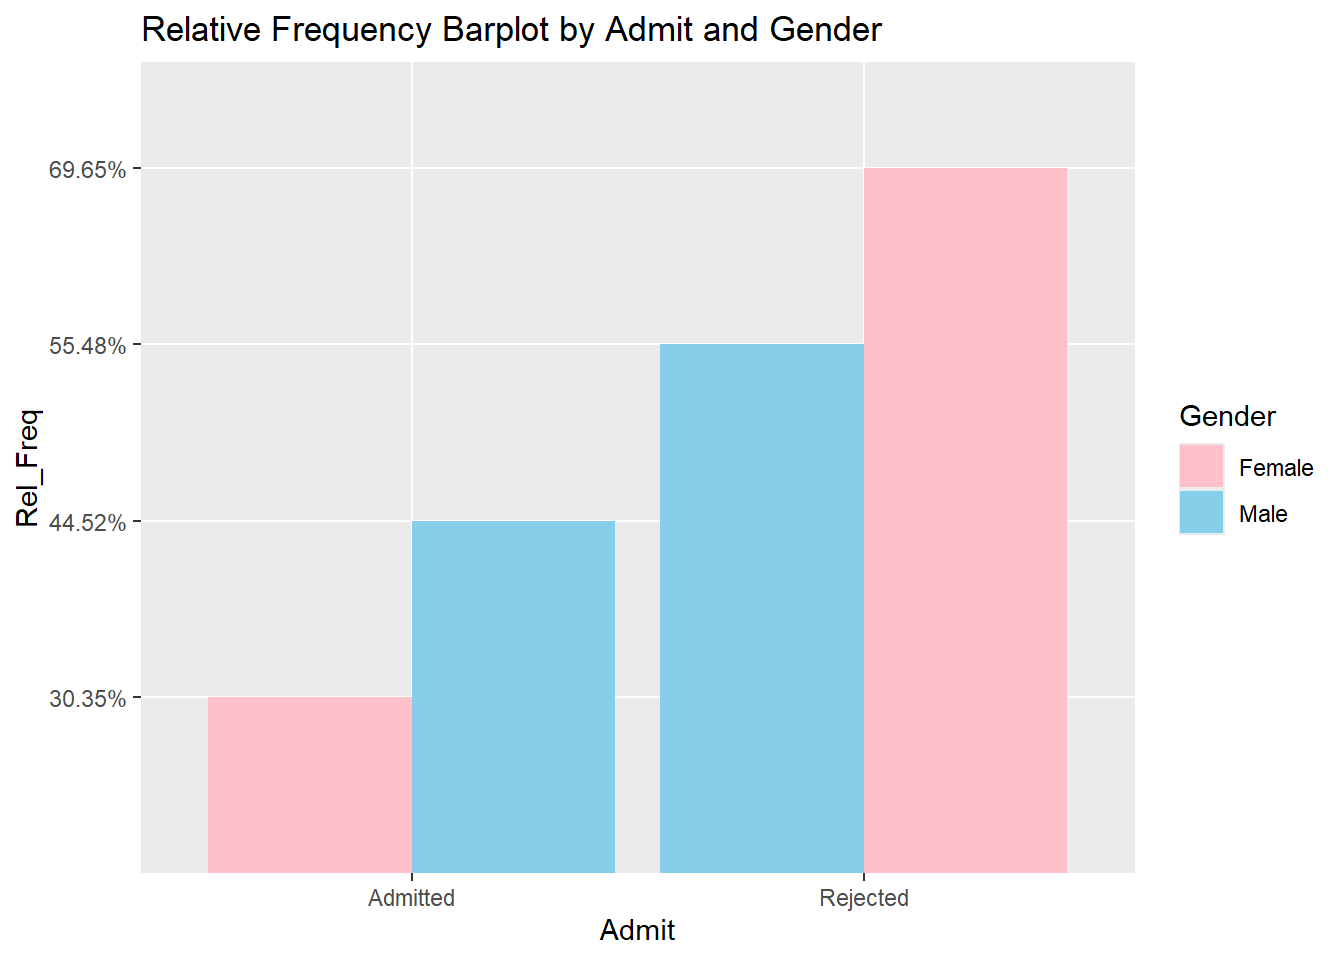 Relative Frequency Barplot by Admit and Gender
69.65%
55.48%
44.52%
30.35%
Rel_Freq
Admitted
Rejected
Admit
Gender
Female
Male